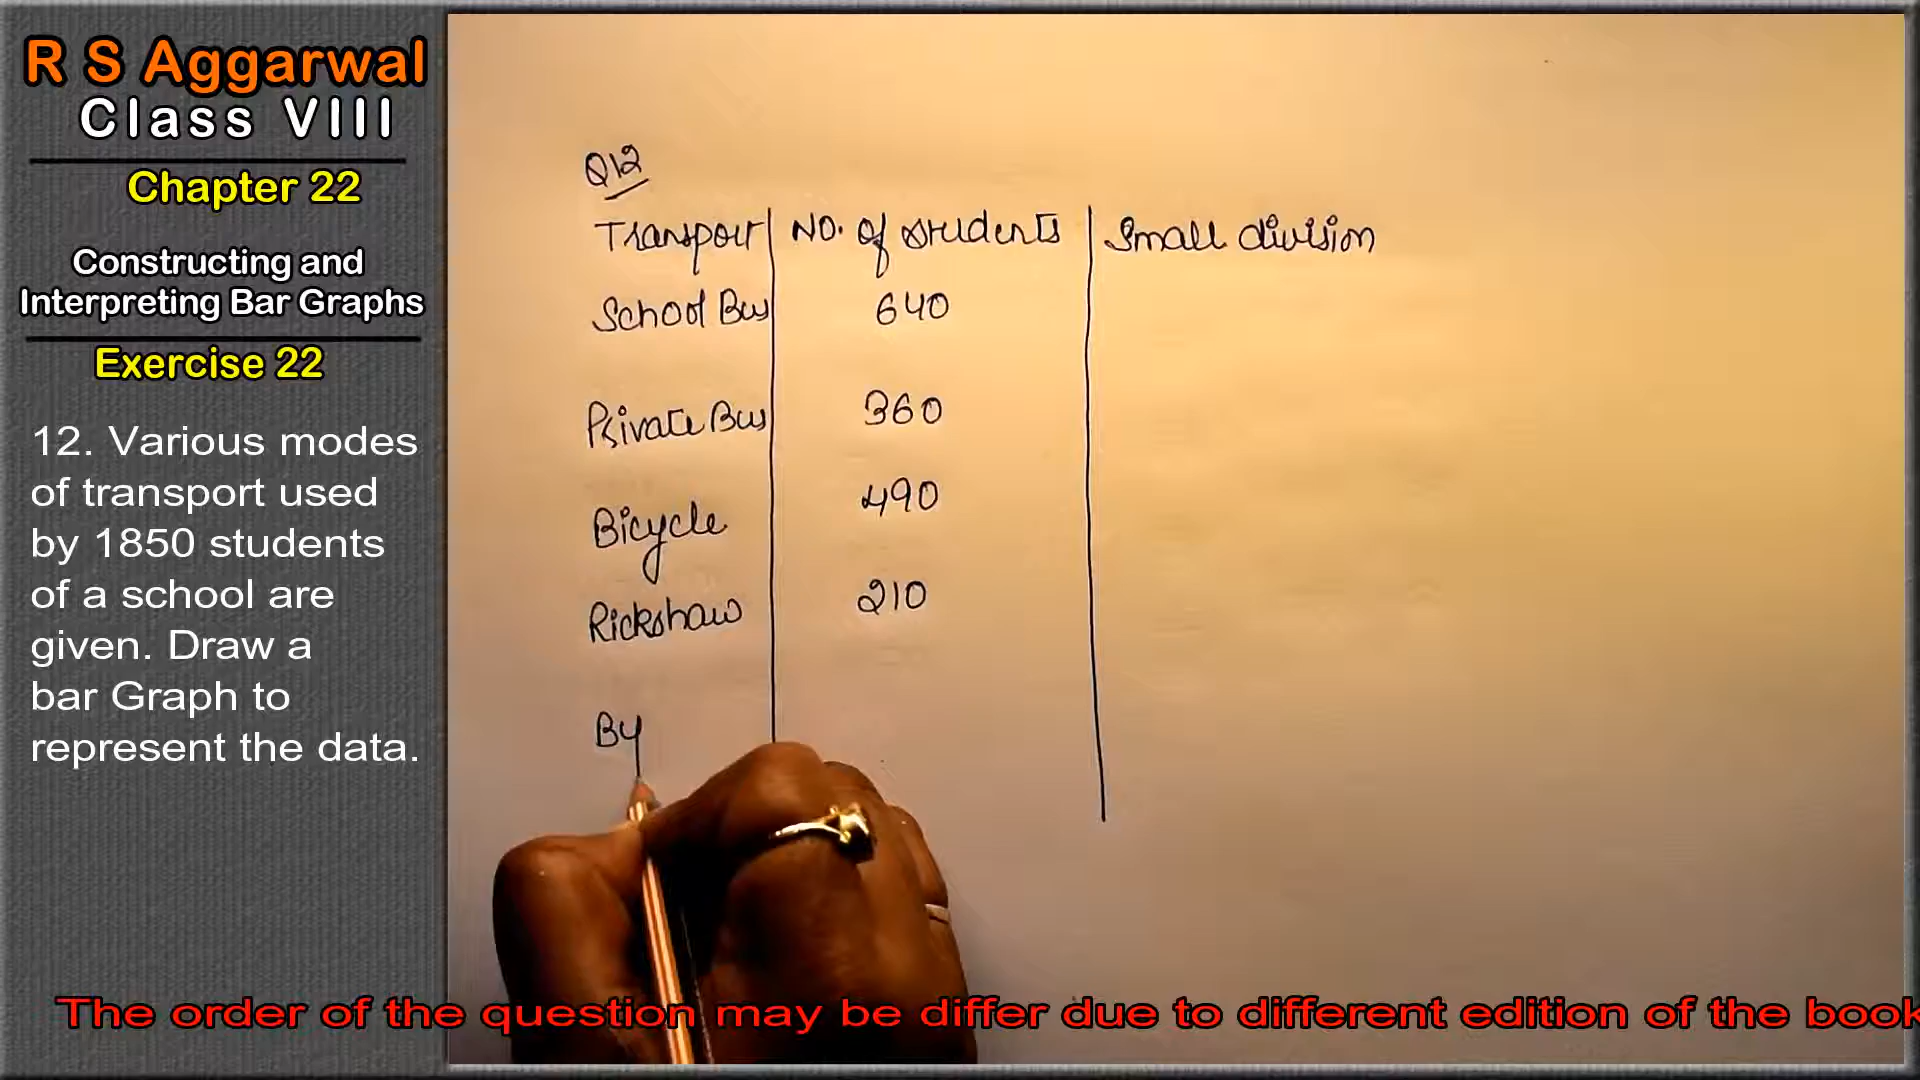 R S Aggarwal
Class VIII
Chapter 22
Constructing and
Interpreting Bar Graphs
Exercise 22
12. Various modes
of transport used
by 1850 students
of a school are
given. Draw a
bar Graph to
represent the data.
Q12
Transport No. of students Small division
School Bus 640
Private Bus 360
Bicycle 490
Rickshaw 210
By
The order of the question may be differ due to different edition of the book